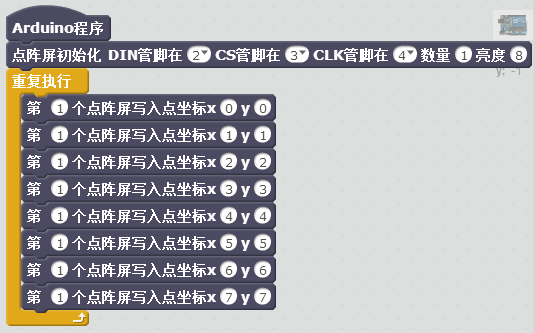 Arduino程序
点阵屏初始化 DIN管脚在 2 CS管脚在 3 CLK管脚在 4 数量 1 亮度 8
y: -1
重复执行
第 1 个点阵屏写入点坐标x 0 y 0
第 1 个点阵屏写入点坐标x 1 y 1
第 1 个点阵屏写入点坐标x 2 y 2
第 1 个点阵屏写入点坐标x 3 y 3
第 1 个点阵屏写入点坐标x 4 y 4
第 1 个点阵屏写入点坐标x 5 y 5
第 1 个点阵屏写入点坐标x 6 y 6
第 1 个点阵屏写入点坐标x 7 y 7